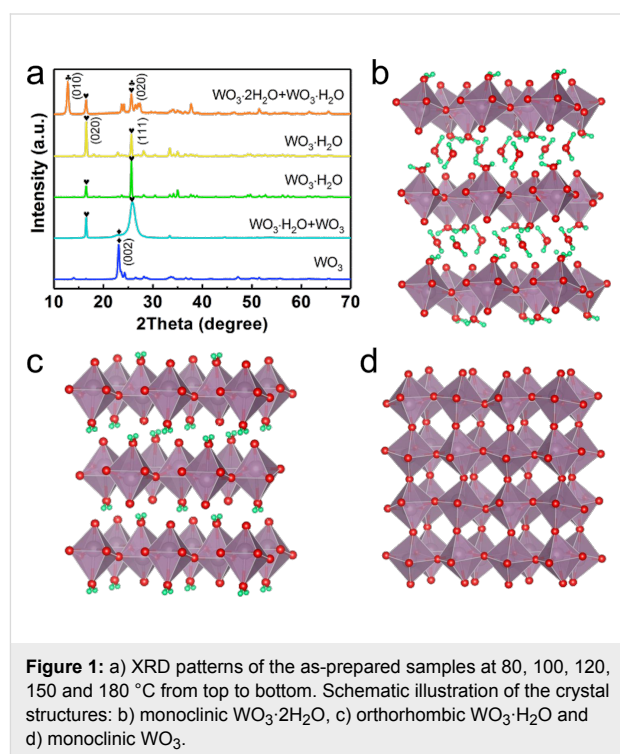 a
Intensity (a.u.)
♣ (010)
♥
♣
♥ (020)
WO₃·2H₂O+WO₃·H₂O
♥ (020)
♥ (111)
WO₃·H₂O
♥
♥
WO₃·H₂O
♥
♥
WO₃·H₂O+WO₃
♦
♦ (002)
WO₃
10 20 30 40 50 60 70
2Theta (degree)
b
c
d
Figure 1: a) XRD patterns of the as-prepared samples at 80, 100, 120,
150 and 180 °C from top to bottom. Schematic illustration of the crystal
structures: b) monoclinic WO₃·2H₂O, c) orthorhombic WO₃·H₂O and
d) monoclinic WO₃.